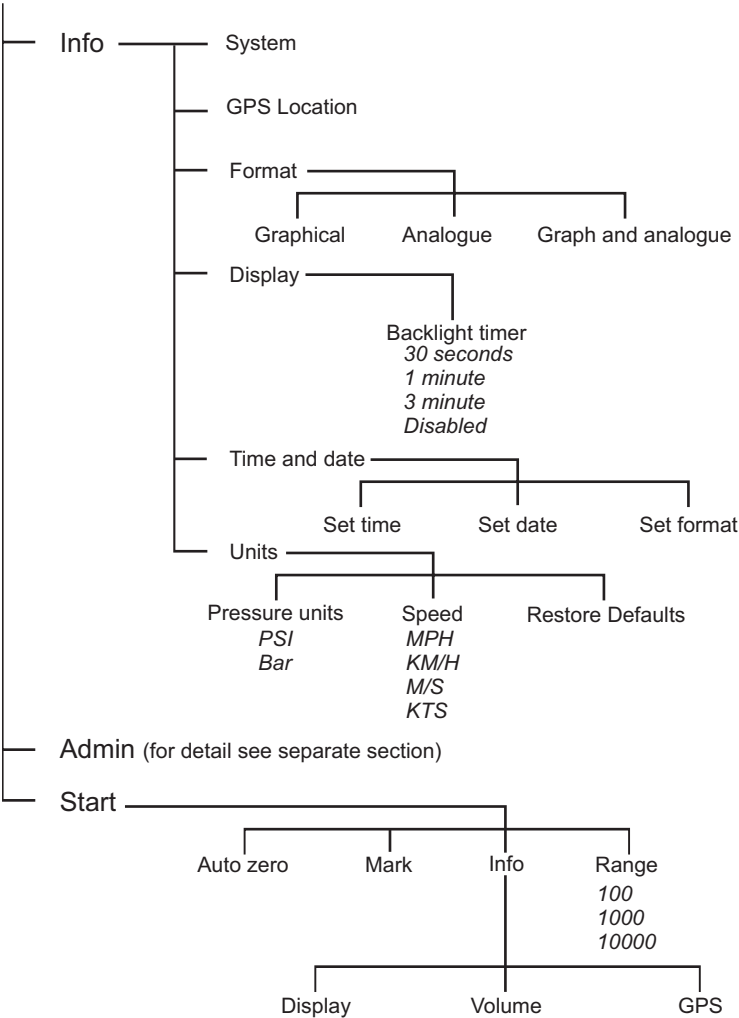 Info
System
GPS Location
Format
Graphical Analogue Graph and analogue
Display
Backlight timer
30 seconds
1 minute
3 minute
Disabled
Time and date
Set time Set date Set format
Units
Pressure units Speed Restore Defaults
PSI MPH
Bar KM/H
M/S
KTS
Admin (for detail see separate section)
Start
Auto zero Mark Info Range
100
1000
10000
Display Volume GPS